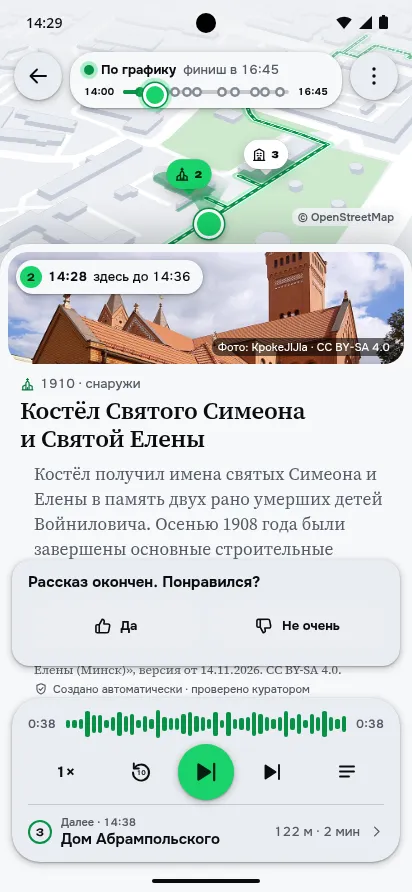 14:29
По графику финиш в 16:45
14:00 16:45
2
3
© OpenStreetMap
2 14:28 здесь до 14:36
Фото: KpokeJlJla · CC BY-SA 4.0
1910 · снаружи
Костёл Святого Симеона
и Святой Елены
Костёл получил имена святых Симеона и
Елены в память двух рано умерших детей
Войниловича. Осенью 1908 года были
завершены основные строительные
Рассказ окончен. Понравился?
Да Не очень
Елены (Минск)», версия от 14.11.2026. CC BY-SA 4.0.
Создано автоматически · проверено куратором
0:38 0:38
1× 10
Далее · 14:38
3 Дом Абрампольского 122 м · 2 мин